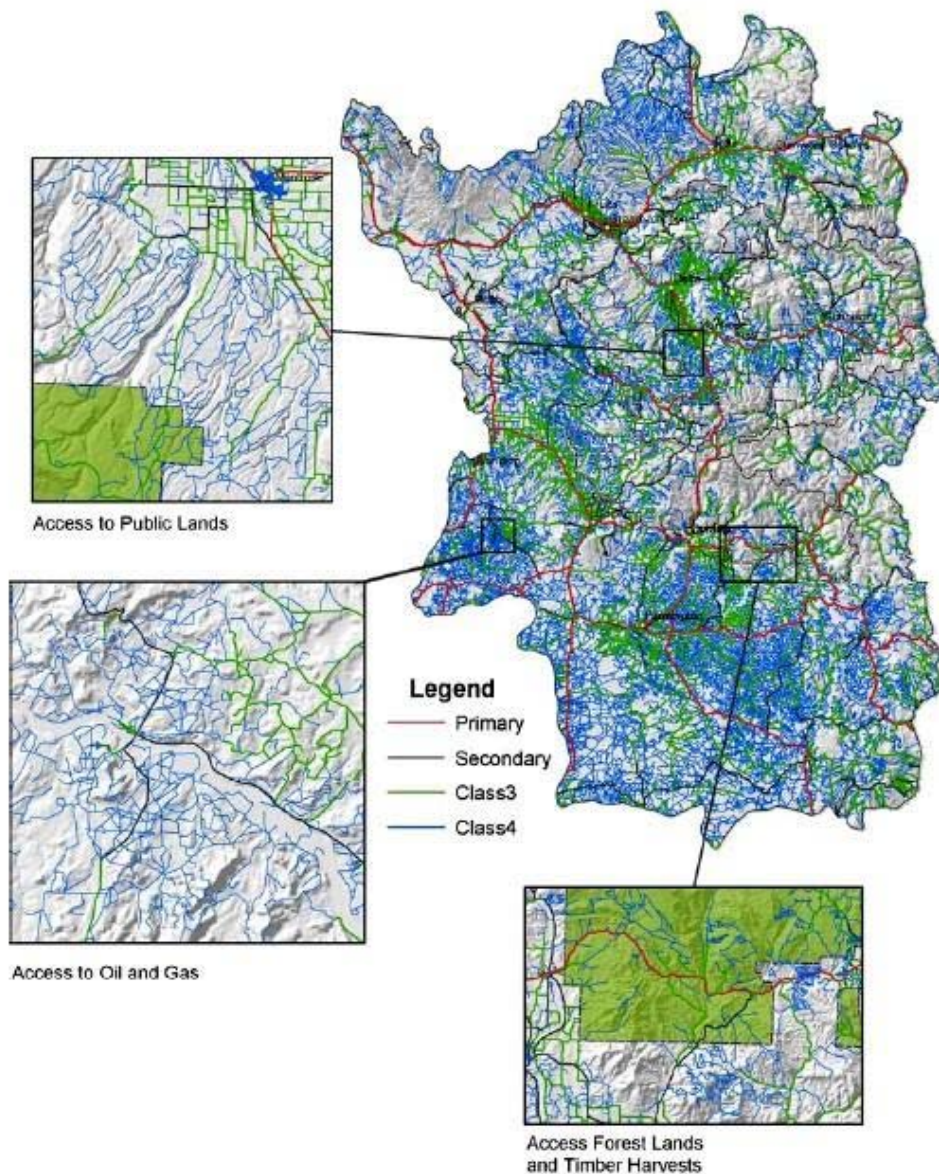 Access to Public Lands
Legend
Primary
Secondary
Class3
Class4
Access to Oil and Gas
Access Forest Lands
and Timber Harvests